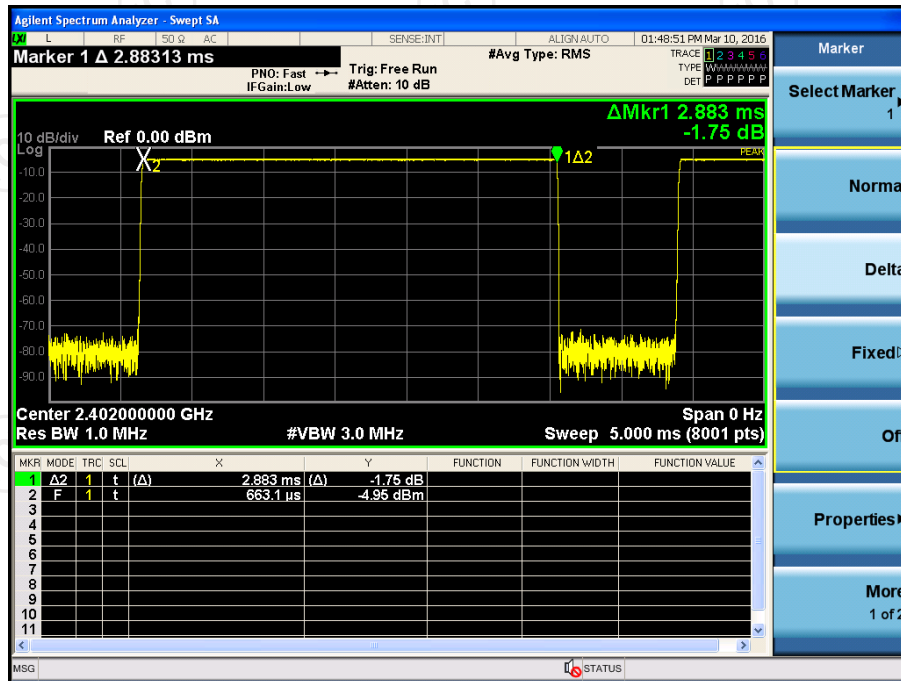 Agilent Spectrum Analyzer - Swept SA
LXI L RF 50 Ω AC SENSE:INT ALIGN AUTO 01:48:51 PM Mar 10, 2016
Marker 1 Δ 2.88313 ms
PNO: Fast
IFGain:Low
Trig: Free Run
#Atten: 10 dB
#Avg Type: RMS
TRACE 1 2 3 4 5 6
TYPE WWWWWW
DET P P P P P P
ΔMkr1 2.883 ms
-1.75 dB
10 dB/div Ref 0.00 dBm
Log
PEAK
X2
1Δ2
-10.0
-20.0
-30.0
-40.0
-50.0
-60.0
-70.0
-80.0
-90.0
Center 2.402000000 GHz Span 0 Hz
Res BW 1.0 MHz #VBW 3.0 MHz Sweep 5.000 ms (8001 pts)
MKR MODE TRC SCL X Y FUNCTION FUNCTION WIDTH FUNCTION VALUE
1 Δ2 1 t (Δ) 2.883 ms (Δ) -1.75 dB
2 F 1 t 663.1 µs -4.95 dBm
3
4
5
6
7
8
9
10
11
MSG STATUS
Marker
Select Marker
1
Norma
Delta
Fixed
Of
Properties
More
1 of 2